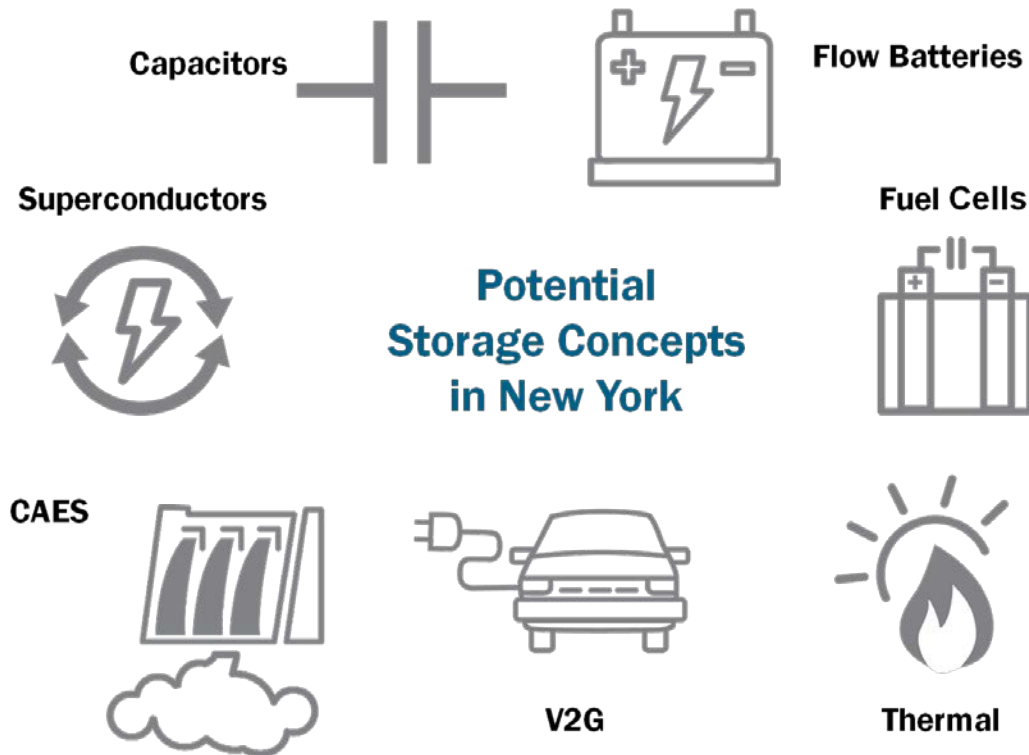 Capacitors
Flow Batteries
Superconductors
Fuel Cells
Potential
Storage Concepts
in New York
CAES
V2G
Thermal